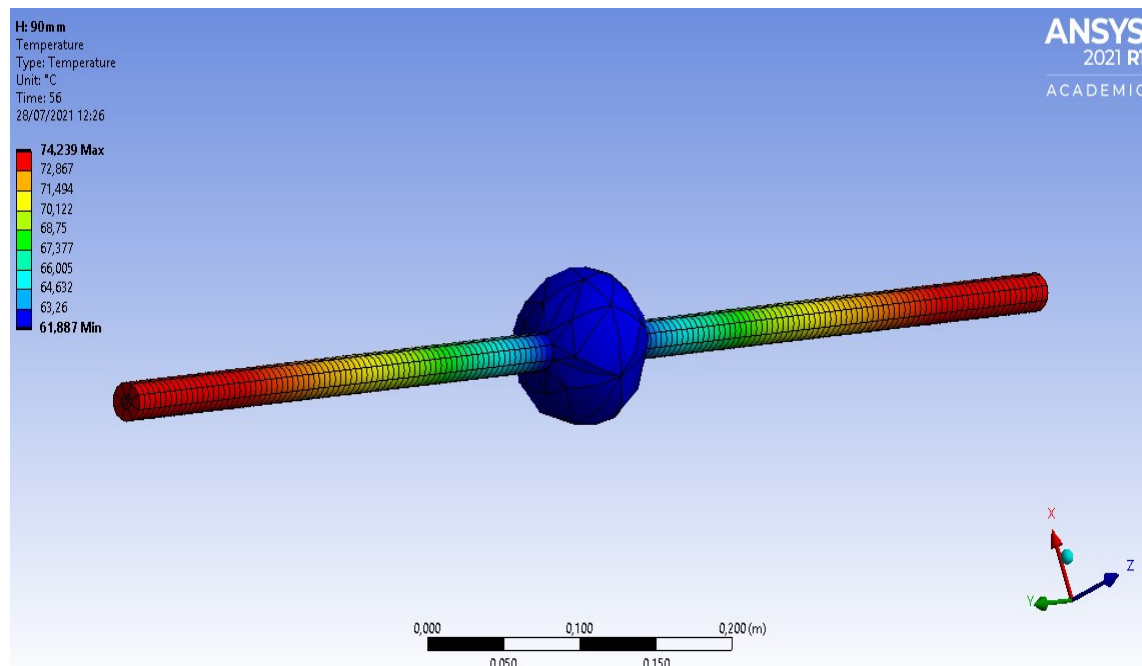 H: 90mm
Temperature
Type: Temperature
Unit: °C
Time: 56
28/07/2021 12:26
74,239 Max
72,867
71,494
70,122
68,75
67,377
66,005
64,632
63,26
61,887 Min
ANSYS
2021 R1
ACADEMIC
X
Z
Y
0,000 0,100 0,200 (m)
0,050 0,150